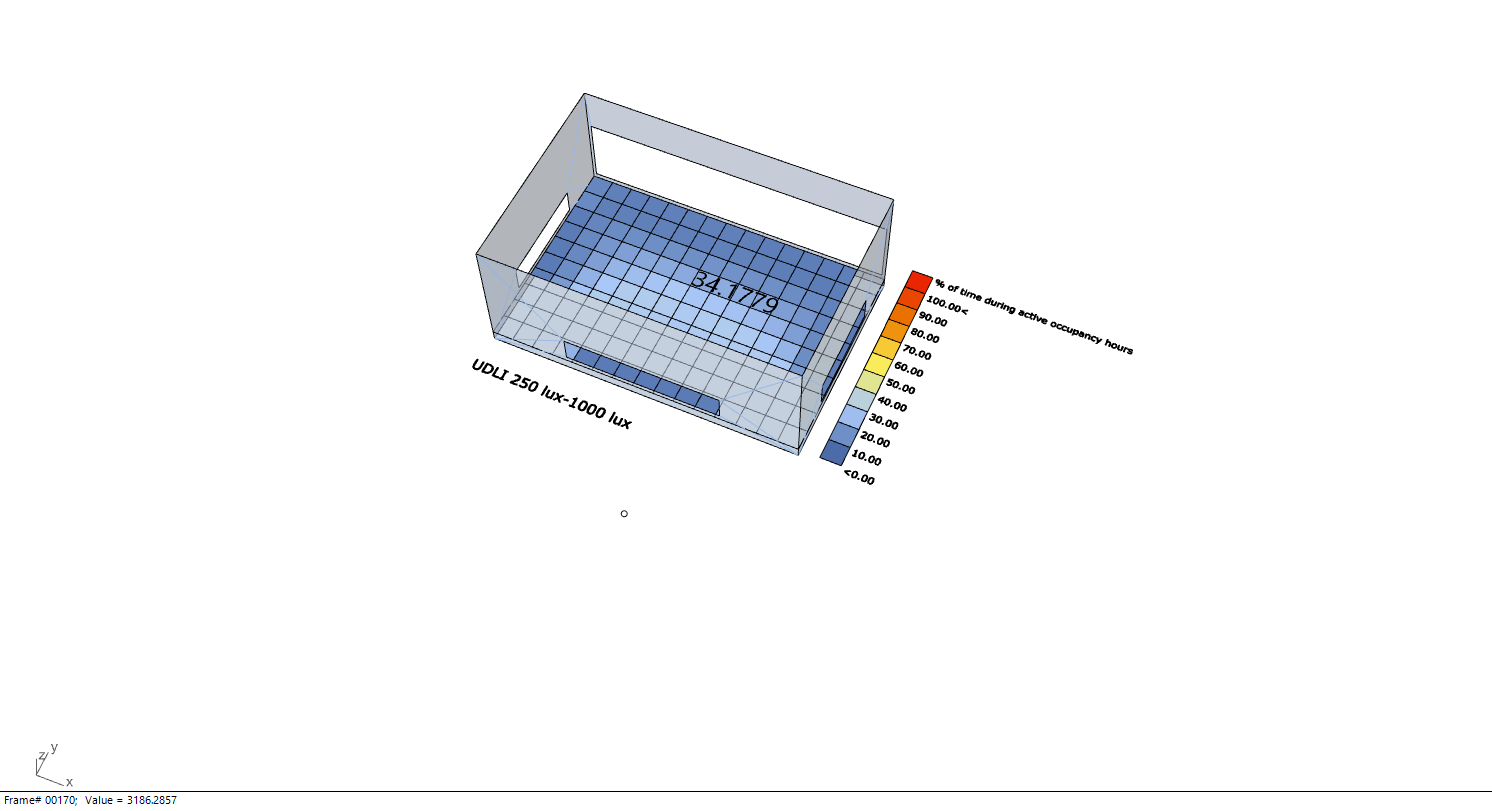 34.1779
% of time during active occupancy hours
100.00<
90.00
80.00
70.00
60.00
50.00
40.00
30.00
20.00
10.00
<0.00
UDLI 250 lux-1000 lux
z y
x
Frame# 00170; Value = 3186.2857